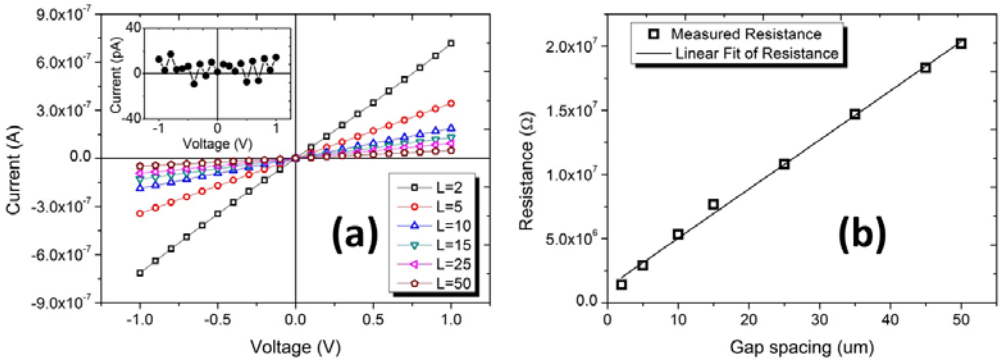 9.0x10⁻⁷
6.0x10⁻⁷
3.0x10⁻⁷
0.0
-3.0x10⁻⁷
-6.0x10⁻⁷
-9.0x10⁻⁷
Current (A)
-1.0
-0.5
0.0
0.5
1.0
Voltage (V)
40
0
-40
Current (pA)
-1
0
1
Voltage (V)
L=2
L=5
L=10
L=15
L=25
L=50
(a)
2.0x10⁷
1.5x10⁷
1.0x10⁷
5.0x10⁶
0.0
Resistance (Ω)
0
10
20
30
40
50
Gap spacing (um)
Measured Resistance
Linear Fit of Resistance
(b)